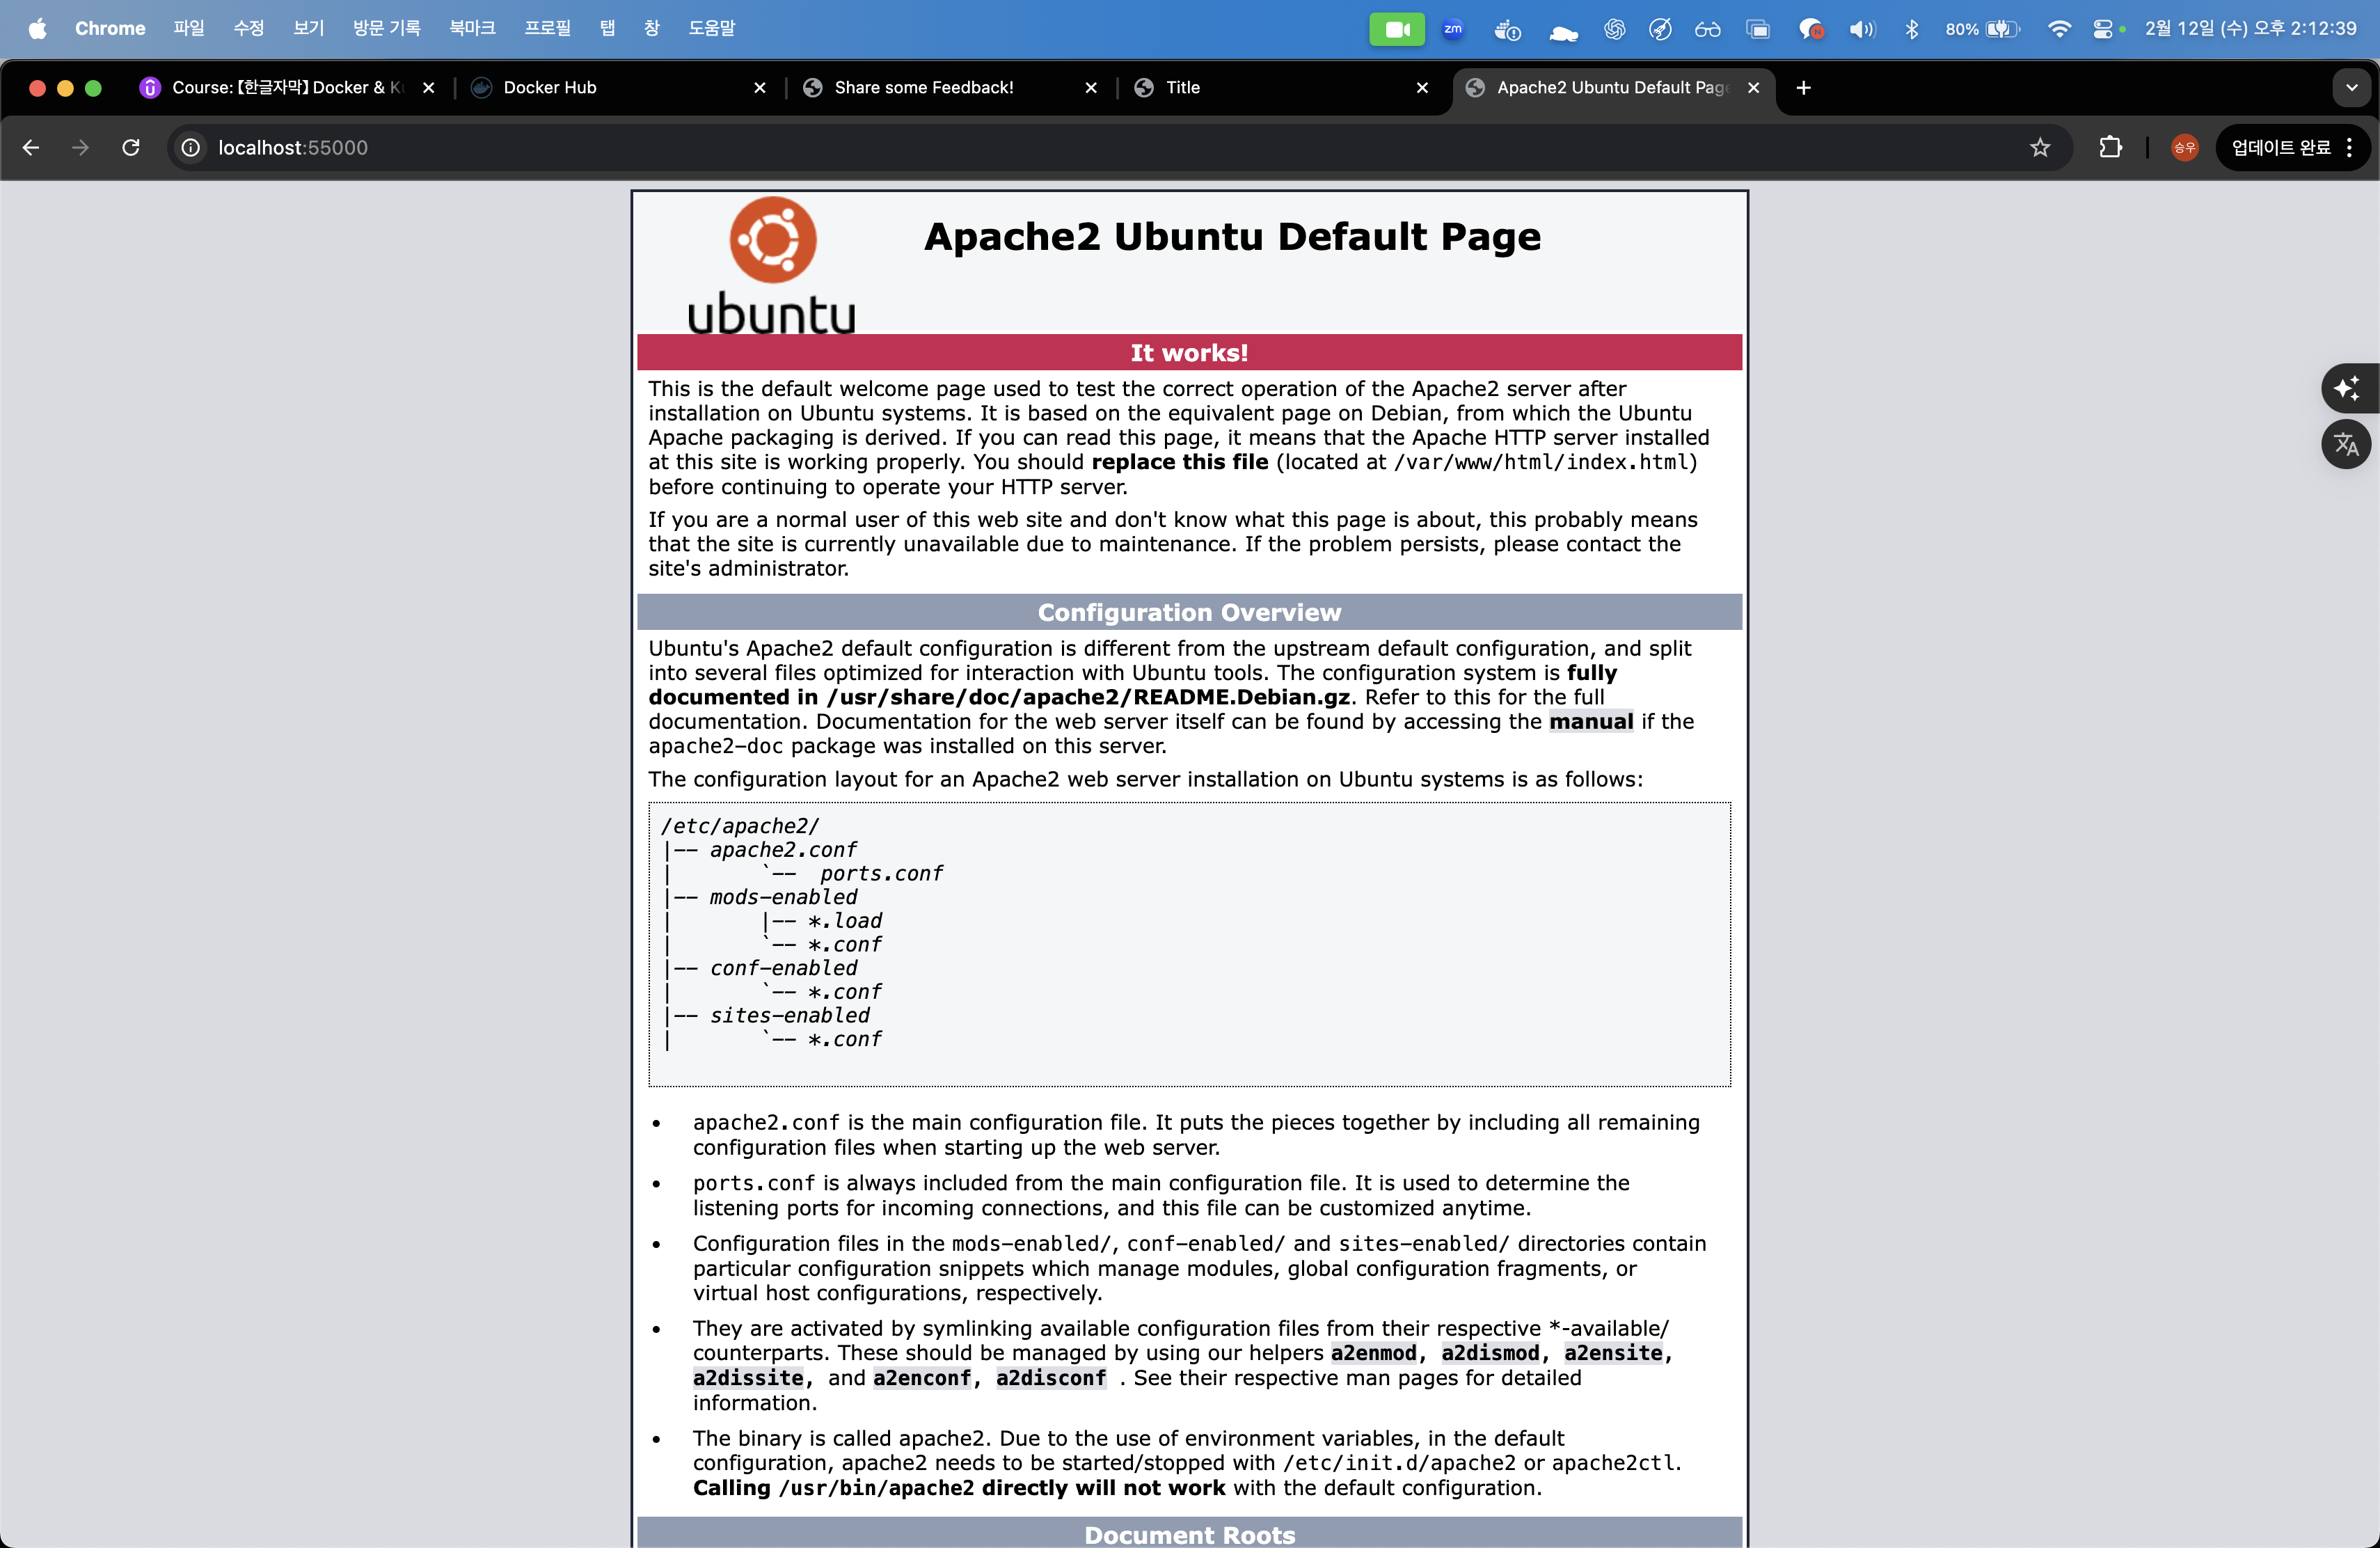 Chrome 파일 수정 보기 방문 기록 북마크 프로필 탭 창 도움말 zm 80% 2월 12일 (수) 오후 2:12:39
Course: 【한글자막】 Docker & K Docker Hub Share some Feedback! Title Apache2 Ubuntu Default Page
localhost:55000 승우 업데이트 완료
ubuntu
Apache2 Ubuntu Default Page
It works!
This is the default welcome page used to test the correct operation of the Apache2 server after
installation on Ubuntu systems. It is based on the equivalent page on Debian, from which the Ubuntu
Apache packaging is derived. If you can read this page, it means that the Apache HTTP server installed
at this site is working properly. You should replace this file (located at /var/www/html/index.html)
before continuing to operate your HTTP server.
If you are a normal user of this web site and don't know what this page is about, this probably means
that the site is currently unavailable due to maintenance. If the problem persists, please contact the
site's administrator.
Configuration Overview
Ubuntu's Apache2 default configuration is different from the upstream default configuration, and split
into several files optimized for interaction with Ubuntu tools. The configuration system is fully
documented in /usr/share/doc/apache2/README.Debian.gz. Refer to this for the full
documentation. Documentation for the web server itself can be found by accessing the manual if the
apache2-doc package was installed on this server.
The configuration layout for an Apache2 web server installation on Ubuntu systems is as follows:
/etc/apache2/
|-- apache2.conf
|       `--  ports.conf
|-- mods-enabled
|       |-- *.load
|       `-- *.conf
|-- conf-enabled
|       `-- *.conf
|-- sites-enabled
|       `-- *.conf
• apache2.conf is the main configuration file. It puts the pieces together by including all remaining
configuration files when starting up the web server.
• ports.conf is always included from the main configuration file. It is used to determine the
listening ports for incoming connections, and this file can be customized anytime.
• Configuration files in the mods-enabled/, conf-enabled/ and sites-enabled/ directories contain
particular configuration snippets which manage modules, global configuration fragments, or
virtual host configurations, respectively.
• They are activated by symlinking available configuration files from their respective *-available/
counterparts. These should be managed by using our helpers a2enmod, a2dismod, a2ensite,
a2dissite, and a2enconf, a2disconf . See their respective man pages for detailed
information.
• The binary is called apache2. Due to the use of environment variables, in the default
configuration, apache2 needs to be started/stopped with /etc/init.d/apache2 or apache2ctl.
Calling /usr/bin/apache2 directly will not work with the default configuration.
Document Roots